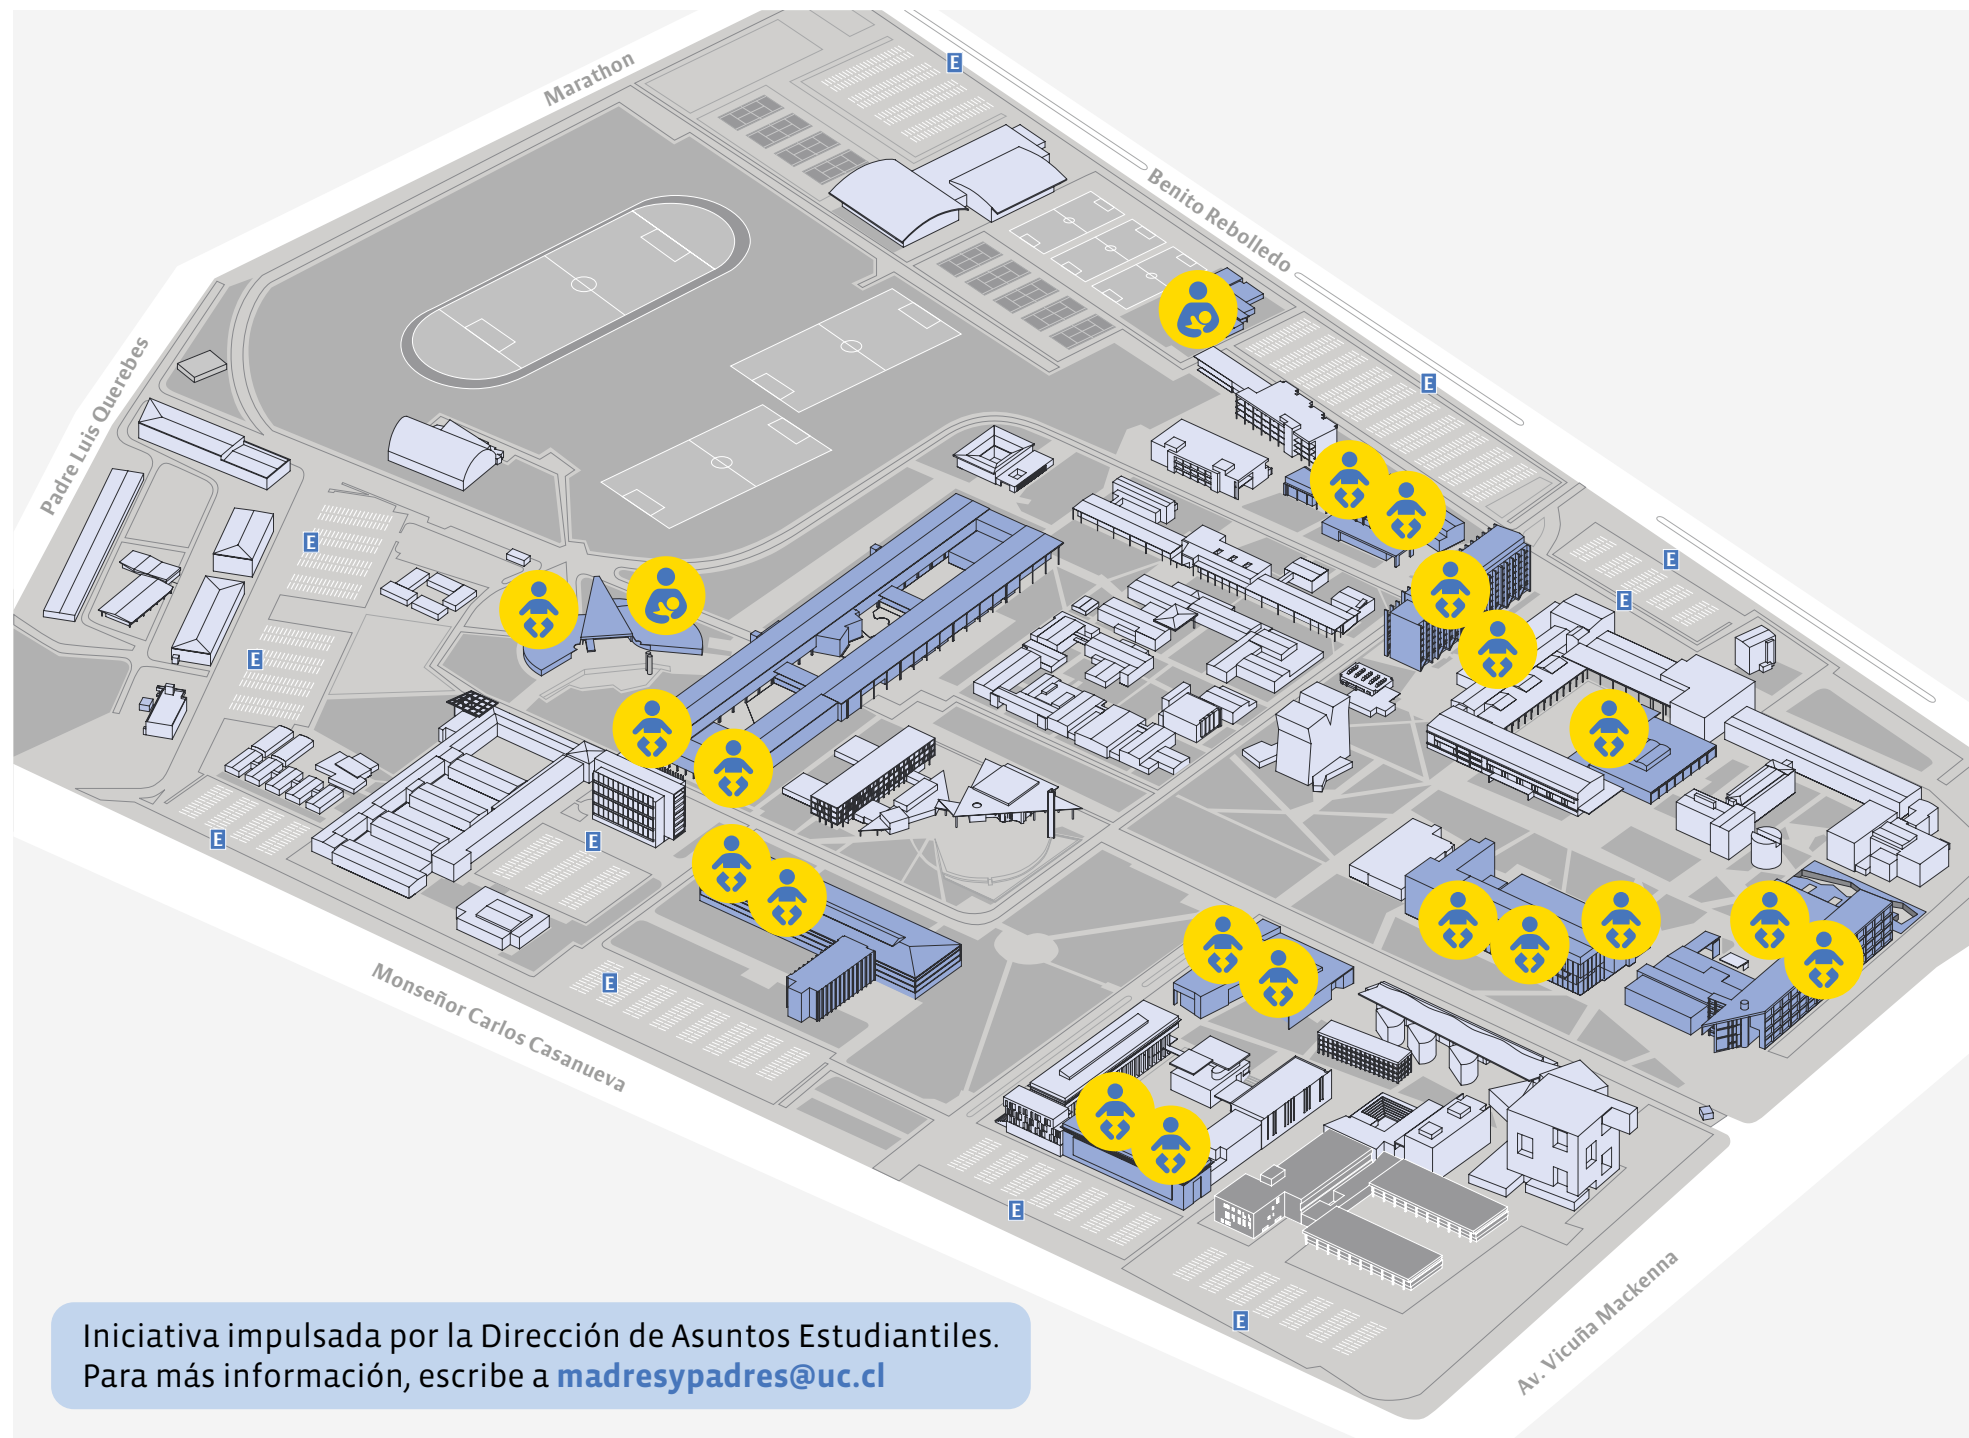 E
Marathon
Benito Rebolledo
E
Padre Luis Querebes
E
E
E
E
E
E
E
Monseñor Carlos Casanueva
E
Av. Vicuña Mackenna
E
Iniciativa impulsada por la Dirección de Asuntos Estudiantiles.
Para más información, escribe a madresypadres@uc.cl